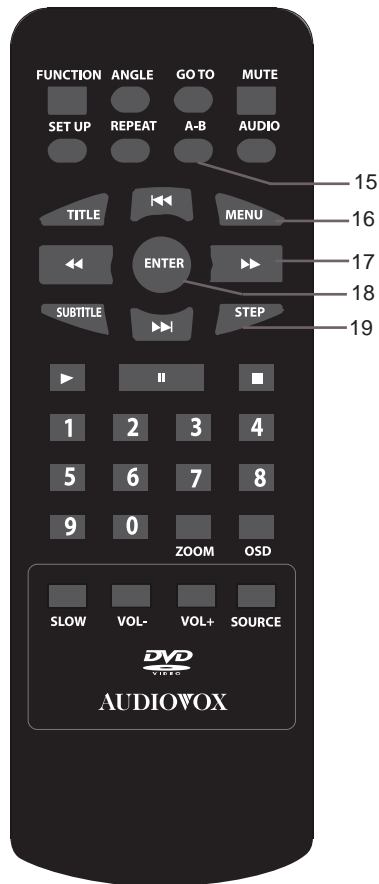 FUNCTION ANGLE GO TO MUTE
SET UP REPEAT A-B AUDIO
15
TITLE MENU
16
ENTER
17
18
SUBTITLE STEP
19
1 2 3 4
5 6 7 8
9 0
ZOOM OSD
SLOW VOL- VOL+ SOURCE
DVD
VIDEO
AUDIOVOX